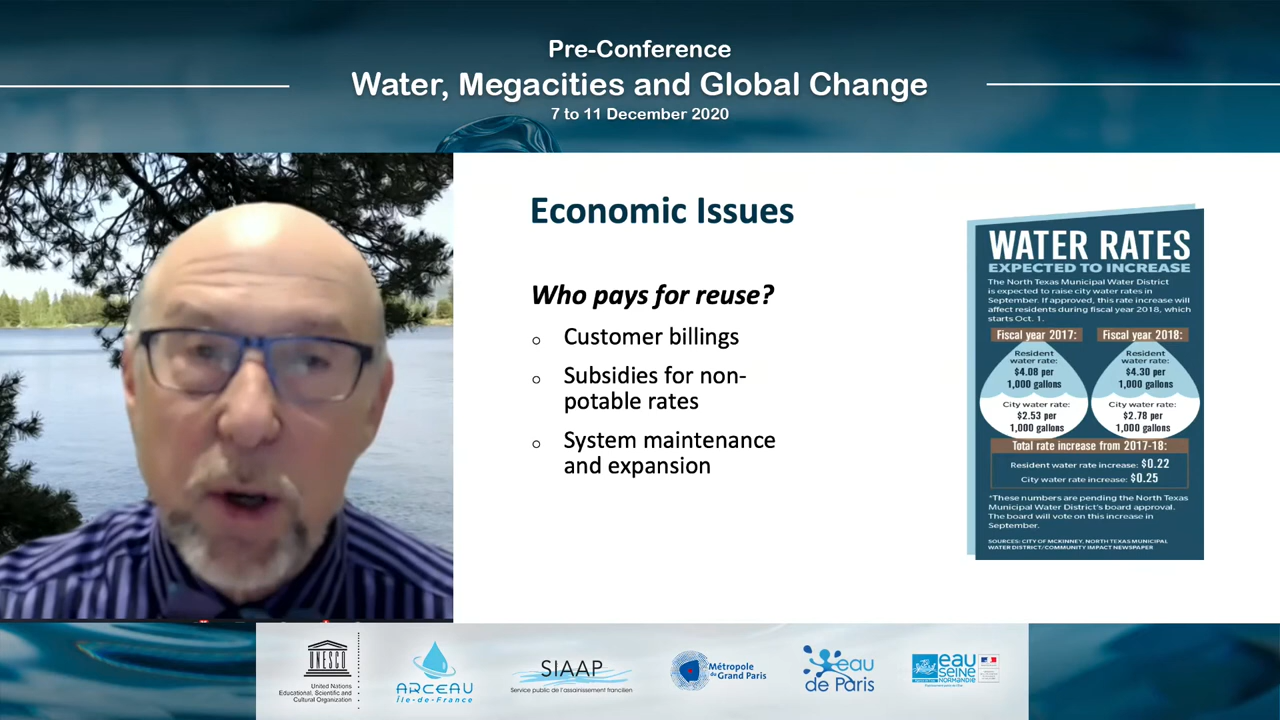 Pre-Conference
Water, Megacities and Global Change
7 to 11 December 2020
Economic Issues
Who pays for reuse?
Customer billings
Subsidies for non-
potable rates
System maintenance
and expansion
WATER RATES
EXPECTED TO INCREASE
The North Texas Municipal Water District
is expected to raise city water rates in
September. If approved, this rate increase will
affect residents during fiscal year 2018, which
starts Oct. 1.
Fiscal year 2017:
Resident
water rate:
$4.08 per
1,000 gallons
City water rate:
$2.53 per
1,000 gallons
Fiscal year 2018:
Resident
water rate:
$4.30 per
1,000 gallons
City water rate:
$2.78 per
1,000 gallons
Total rate increase from 2017-18:
Resident water rate increase: $0.22
City water rate increase: $0.25
*These numbers are pending the North Texas
Municipal Water District's board approval.
The board will vote on this increase in
September.
SOURCES: CITY OF MCKINNEY, NORTH TEXAS MUNICIPAL
WATER DISTRICT/COMMUNITY IMPACT NEWSPAPER
UNESCO
United Nations
Educational, Scientific and
Cultural Organization
ARCEAU
Île-de-France
SIAAP
Service public de l'assainissement francilien
Métropole
du Grand Paris
eau
de Paris
eau
SEINE
NORMANDIE